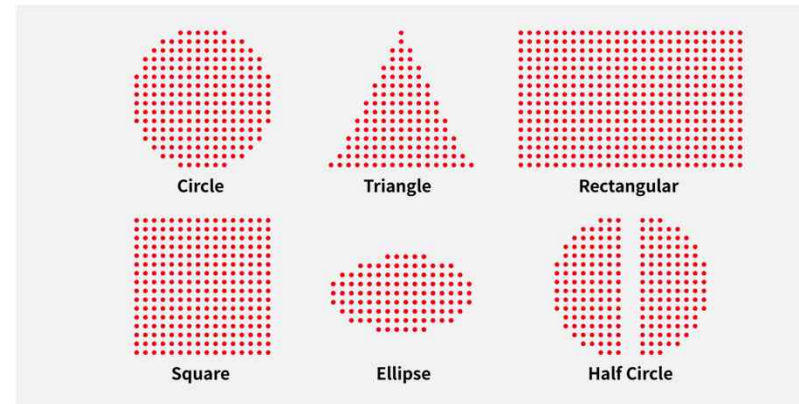 Circle
Triangle
Rectangular
Square
Ellipse
Half Circle